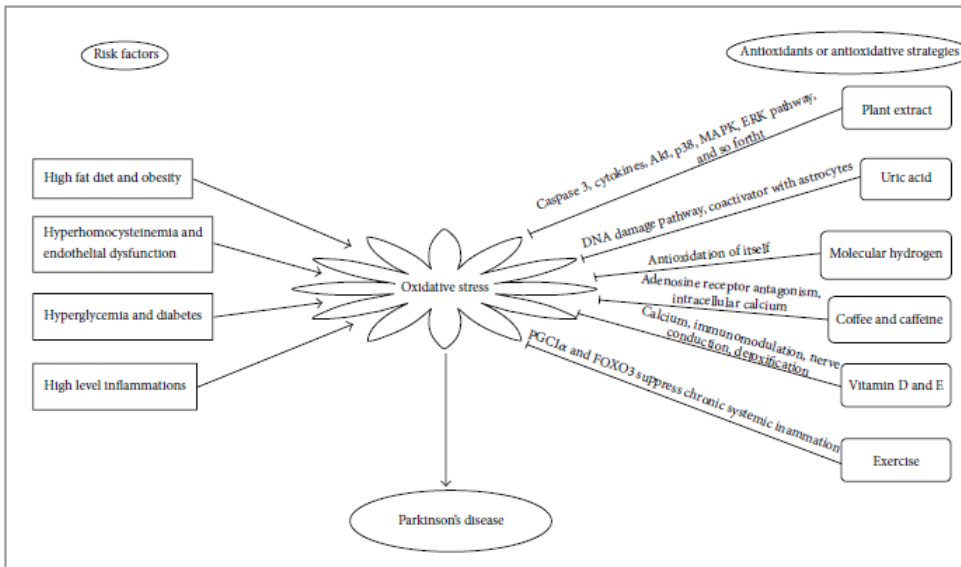 Risk factors
Antioxidants or antioxidative strategies
High fat diet and obesity
Hyperhomocysteinemia and
endothelial dysfunction
Hyperglycemia and diabetes
High level inflammations
Oxidative stress
Parkinson's disease
Caspase 3, cytokines, Akt, p38, MAPK, ERK pathway,
and so fortht
Plant extract
DNA damage pathway, coactivator with astrocytes
Uric acid
Antioxidation of itself
Molecular hydrogen
Adenosine receptor antagonism,
intracellular calcium
Coffee and caffeine
Calcium, immunomodulation, nerve
conduction, detoxification
Vitamin D and E
PGC1α and FOXO3 suppress chronic systemic inammation
Exercise